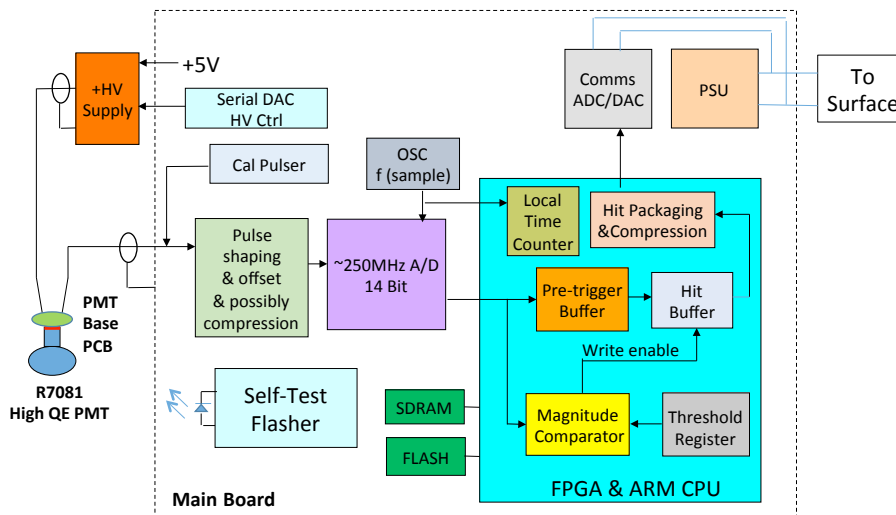 +HV
Supply
+5V
Serial DAC
HV Ctrl
Comms
ADC/DAC
PSU
To
Surface
Cal Pulser
OSC
f (sample)
Local
Time
Counter
Hit Packaging
&Compression
Pulse
shaping
& offset
& possibly
compression
~250MHz A/D
14 Bit
Pre-trigger
Buffer
Hit
Buffer
Write enable
PMT
Base
PCB
R7081
High QE PMT
Self-Test
Flasher
SDRAM
FLASH
Magnitude
Comparator
Threshold
Register
Main Board
FPGA & ARM CPU